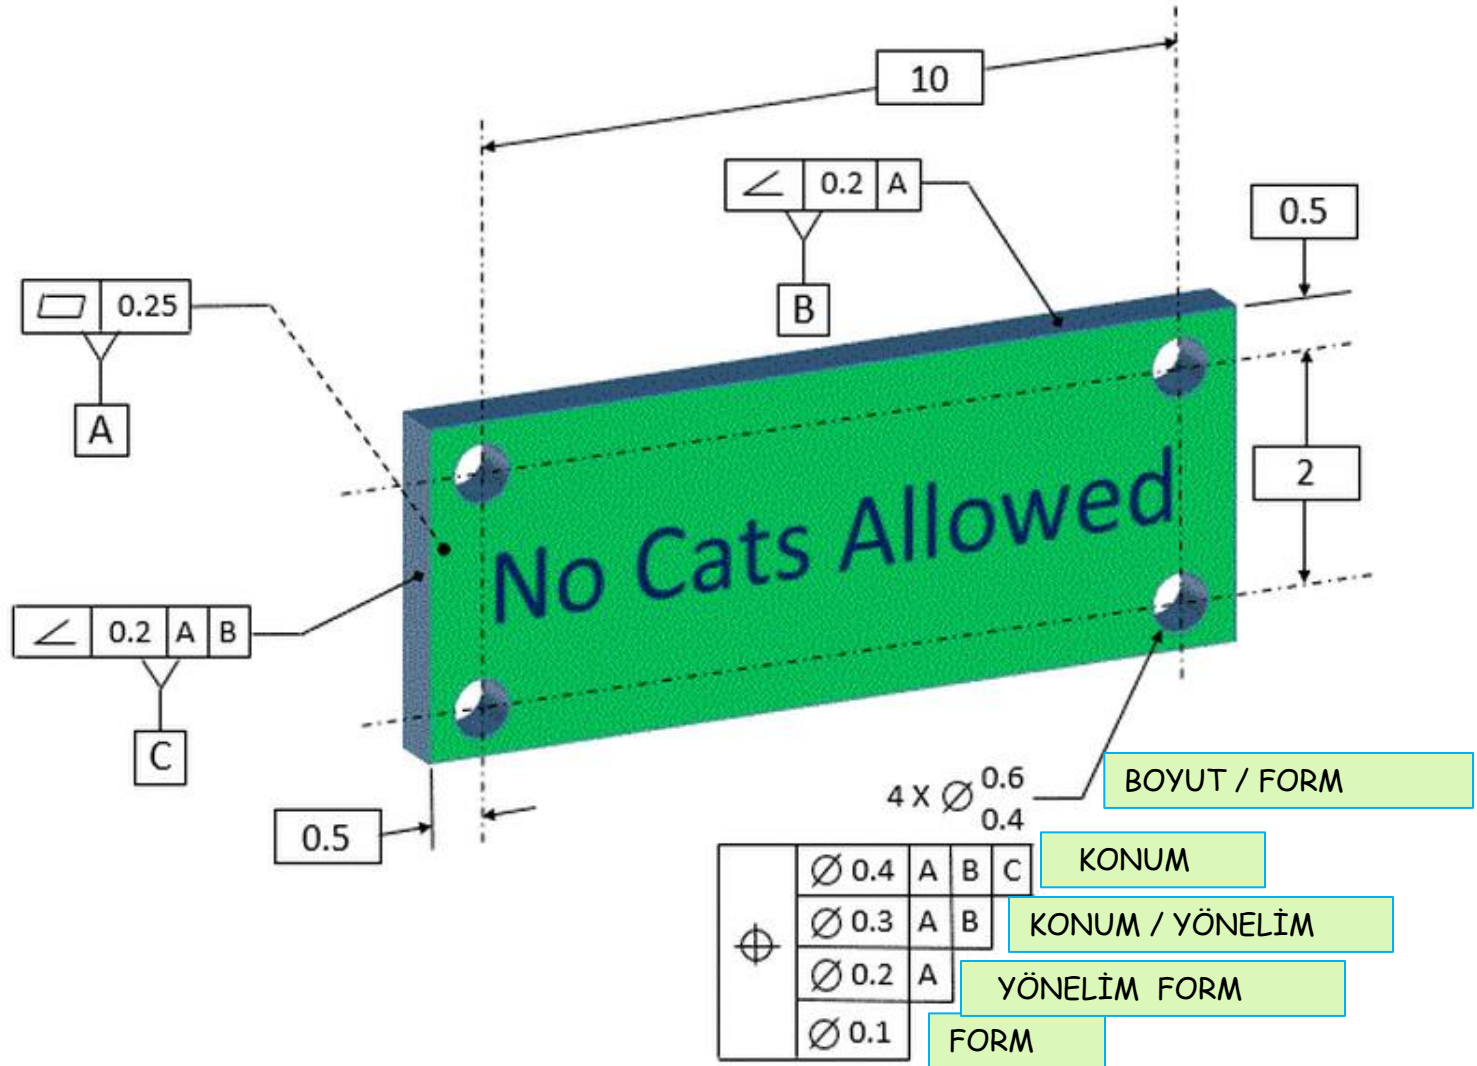 10
∠ 0.2 A
B
0.5
⏥ 0.25
A
2
No Cats Allowed
∠ 0.2 A B
C
0.5
4 X ∅ 0.6
0.4
BOYUT / FORM
⌖ ∅ 0.4 A B C
KONUM
∅ 0.3 A B
KONUM / YÖNELİM
∅ 0.2 A
YÖNELİM FORM
∅ 0.1
FORM